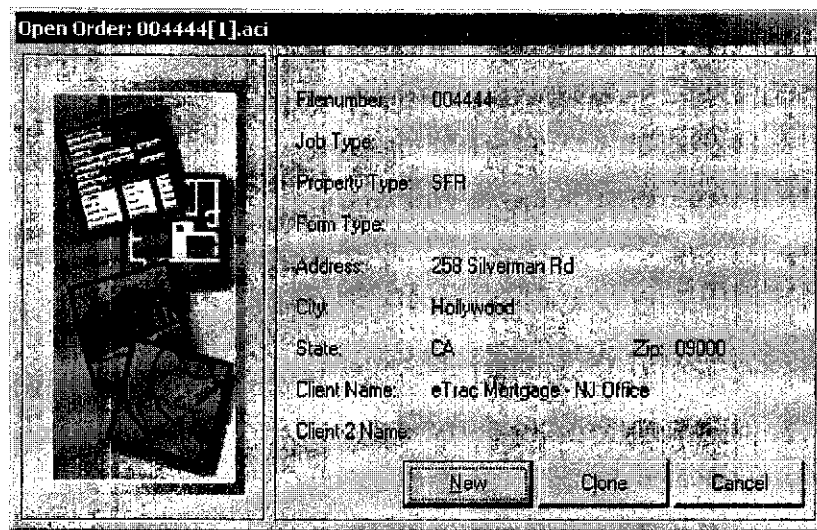 Open Order: 004444[1].aci
Filenumber: 004444
Job Type:
Property Type: SFR
Form Type:
Address: 258 Silverman Rd
City: Hollywood
State: CA Zip: 09000
Client Name: eTrac Mortgage - NJ Office
Client 2 Name:
New Clone Cancel